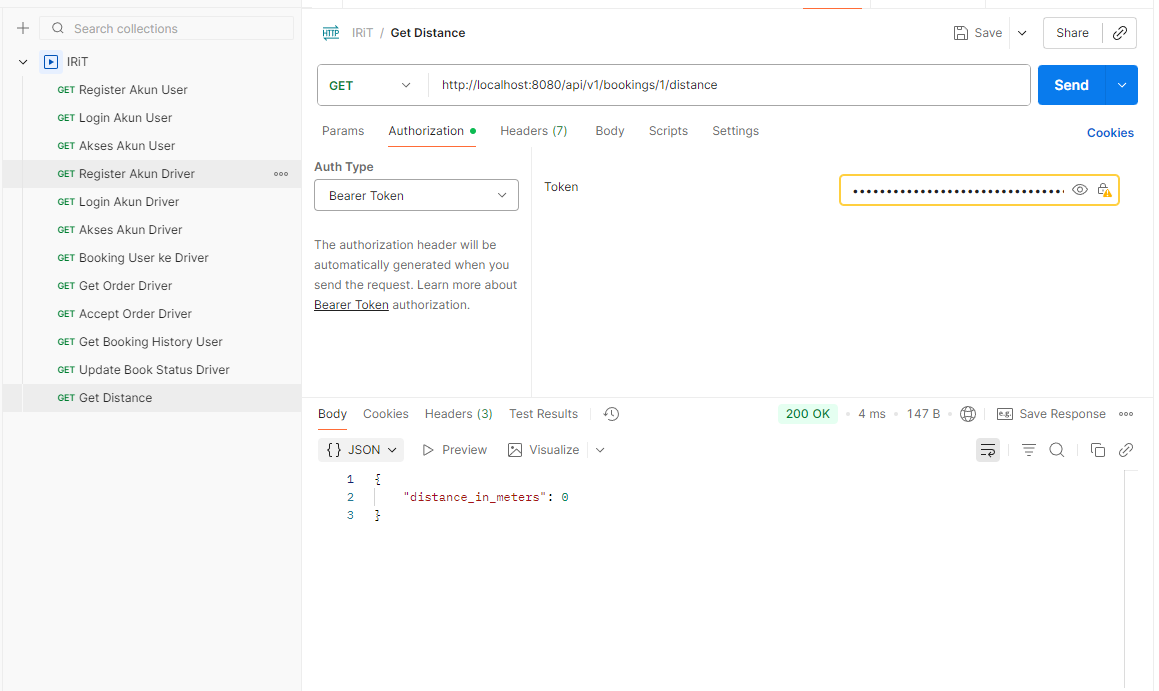 Search collections
IRiT
GET Register Akun User
GET Login Akun User
GET Akses Akun User
GET Register Akun Driver
GET Login Akun Driver
GET Akses Akun Driver
GET Booking User ke Driver
GET Get Order Driver
GET Accept Order Driver
GET Get Booking History User
GET Update Book Status Driver
GET Get Distance
HTTP IRiT / Get Distance
Save
Share
GET http://localhost:8080/api/v1/bookings/1/distance
Send
Params Authorization Headers (7) Body Scripts Settings
Cookies
Auth Type
Bearer Token
The authorization header will be
automatically generated when you
send the request. Learn more about
Bearer Token authorization.
Token
Body Cookies Headers (3) Test Results
200 OK 4 ms 147 B e.g. Save Response
{} JSON Preview Visualize
1 {
2 "distance_in_meters": 0
3 }